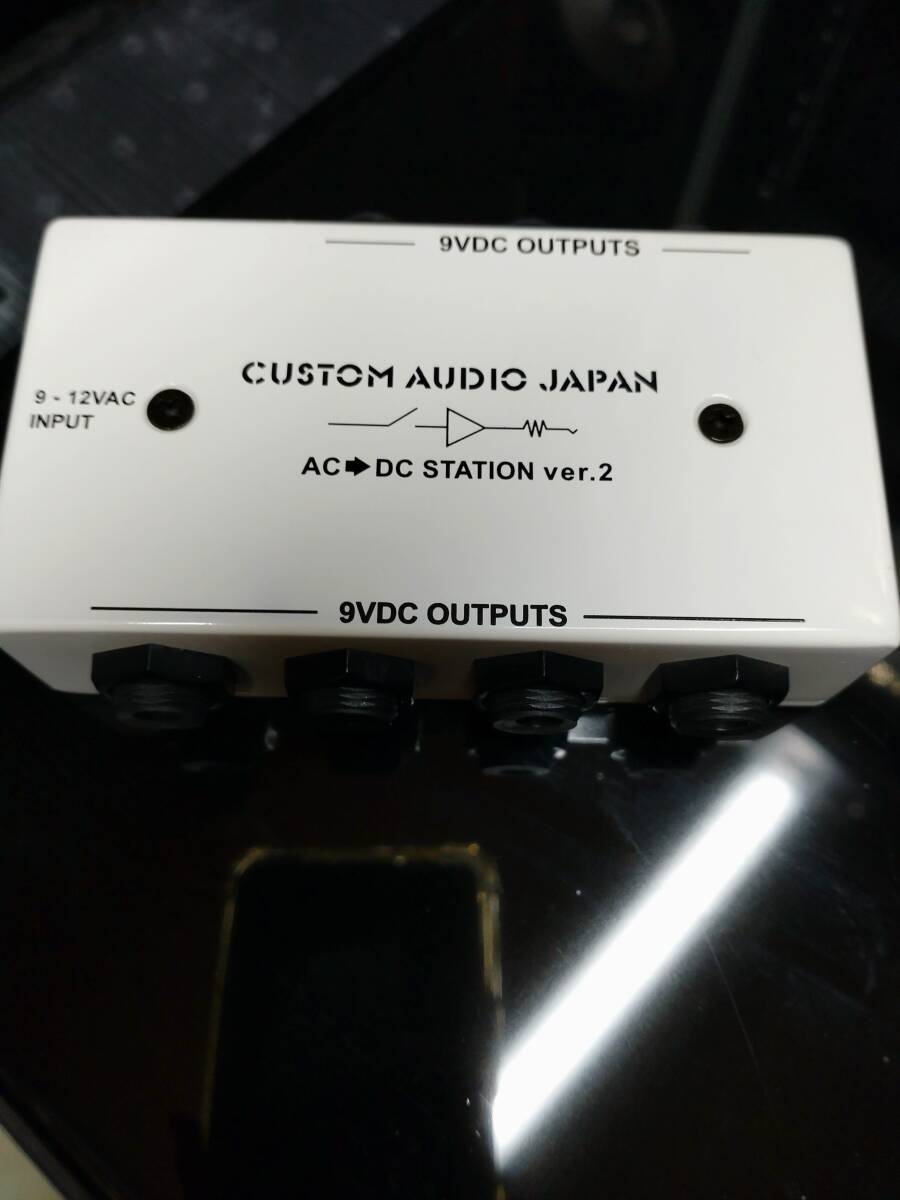 9VDC OUTPUTS
CUSTOM AUDIO JAPAN
9 - 12VAC
INPUT
AC➡DC STATION ver.2
9VDC OUTPUTS